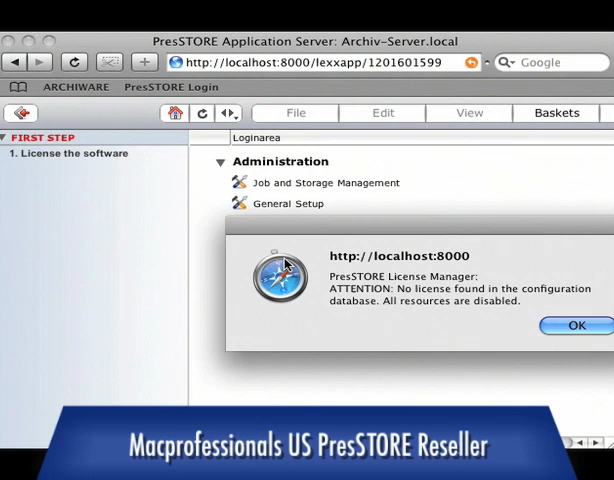 PresSTORE Application Server: Archiv-Server.local
http://localhost:8000/lexxapp/1201601599
Google
ARCHIWARE PresSTORE Login
File Edit View Baskets
FIRST STEP
Loginarea
1. License the software
Administration
Job and Storage Management
General Setup
http://localhost:8000
PresSTORE License Manager:
ATTENTION: No license found in the configuration
database. All resources are disabled.
OK
Macprofessionals US PresSTORE Reseller